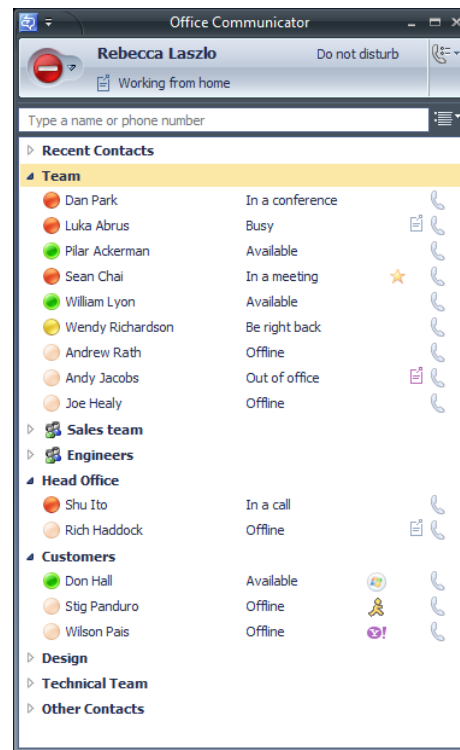 Office Communicator
Rebecca Laszlo Do not disturb
Working from home
Type a name or phone number
Recent Contacts
Team
Dan Park In a conference
Luka Abrus Busy
Pilar Ackerman Available
Sean Chai In a meeting
William Lyon Available
Wendy Richardson Be right back
Andrew Rath Offline
Andy Jacobs Out of office
Joe Healy Offline
Sales team
Engineers
Head Office
Shu Ito In a call
Rich Haddock Offline
Customers
Don Hall Available
Stig Panduro Offline
Wilson Pais Offline Y!
Design
Technical Team
Other Contacts